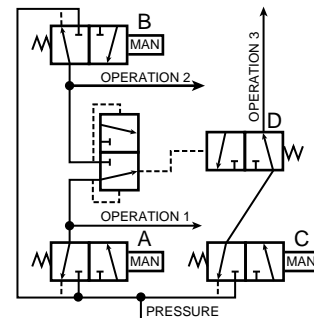 B
MAN
OPERATION 2
OPERATION 3
D
OPERATION 1
A
MAN
C
MAN
PRESSURE